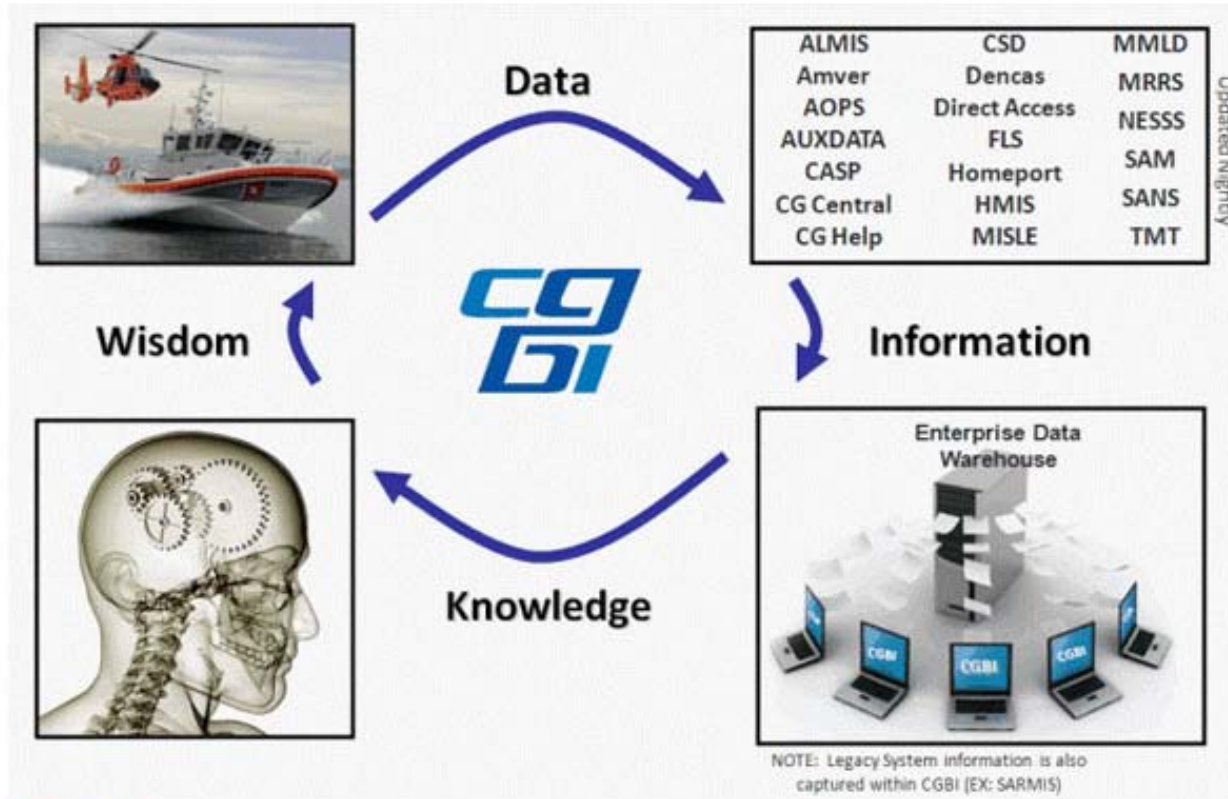 Data
ALMIS CSD MMLD
Amver Dencas MRRS
AOPS Direct Access NESSS
AUXDATA FLS SAM
CASP Homeport SANS
CG Central HMIS TMT
CG Help MISLE
Updated Nightly
cgbi
Wisdom
Information
Enterprise Data
Warehouse
CGBI
CGBI
CGBI
Knowledge
NOTE: Legacy System information is also
captured within CGBI (EX: SARMIS)